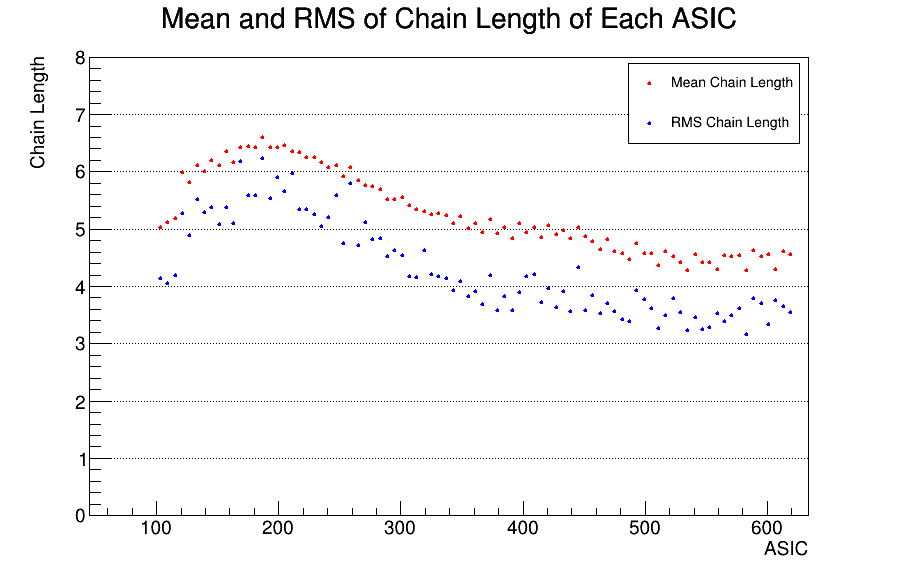 Mean and RMS of Chain Length of Each ASIC
Chain Length
8
7
6
5
4
3
2
1
0
Mean Chain Length
RMS Chain Length
100 200 300 400 500 600
ASIC